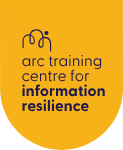 arc training
centre for
information
resilience